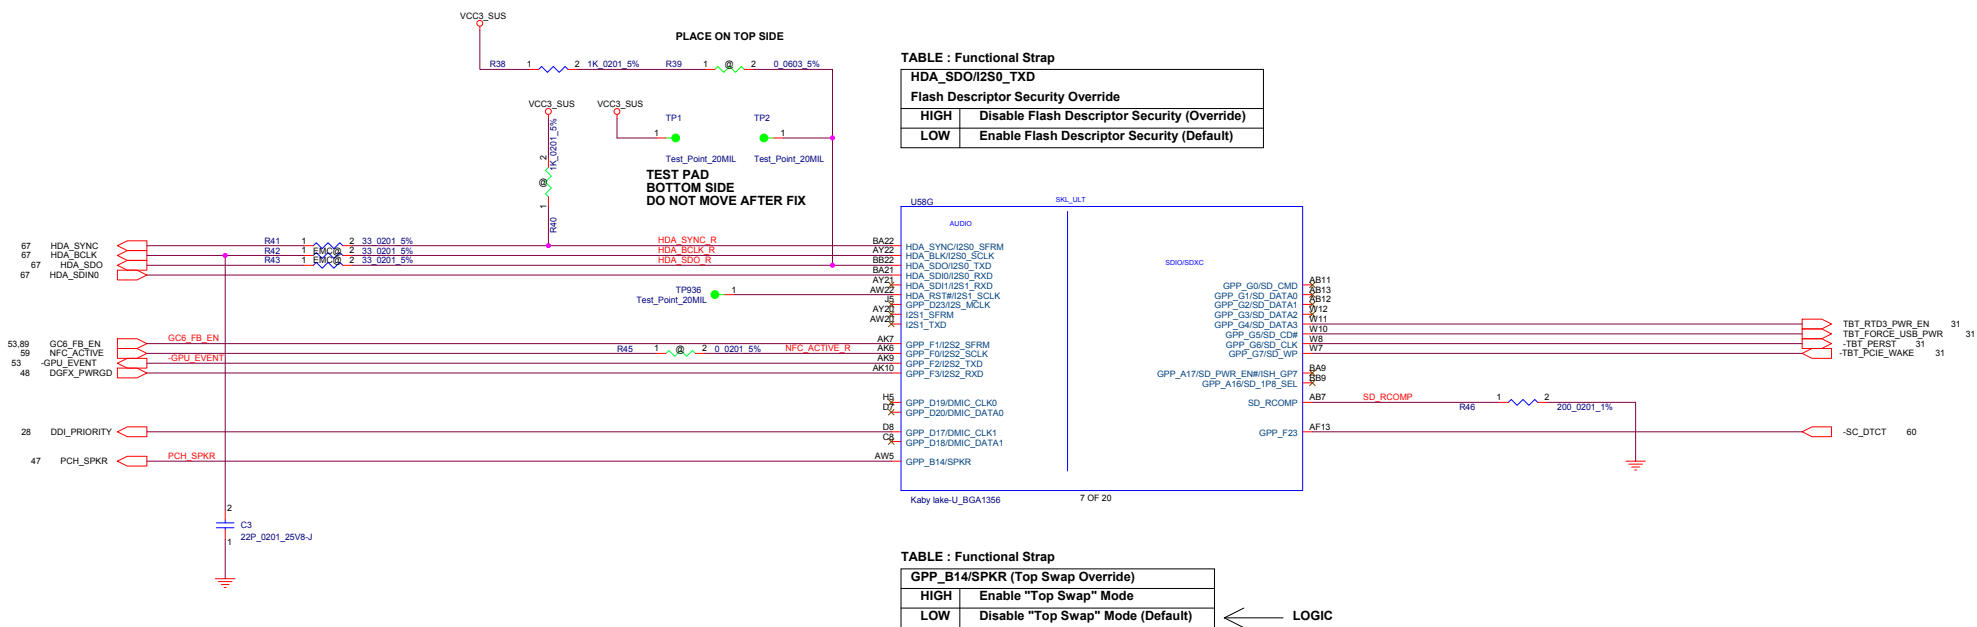 VCC3_SUS
PLACE ON TOP SIDE
R38 1 2 1K_0201_5% R39 1 @ 2 0_0603_5%
VCC3_SUS VCC3_SUS
TP1 TP2
1 1
Test_Point_20MIL Test_Point_20MIL
2 1K_0201_5%
@
1 R40
TEST PAD
BOTTOM SIDE
DO NOT MOVE AFTER FIX
TABLE : Functional Strap
HDA_SDO/I2S0_TXD
Flash Descriptor Security Override
HIGH Disable Flash Descriptor Security (Override)
LOW Enable Flash Descriptor Security (Default)
U58G SKL_ULT
AUDIO
SDIO/SDXC
67 HDA_SYNC R41 1 2 33_0201_5% HDA_SYNC_R BA22 HDA_SYNC/I2S0_SFRM
67 HDA_BCLK R42 1 EMC@ 2 33_0201_5% HDA_BCLK_R AY22 HDA_BLK/I2S0_SCLK
67 HDA_SDO R43 1 EMC@ 2 33_0201_5% HDA_SDO_R BB22 HDA_SDO/I2S0_TXD
67 HDA_SDIN0 BA21 HDA_SDI0/I2S0_RXD
AY21 HDA_SDI1/I2S1_RXD
TP936 1 AW22 HDA_RST#/I2S1_SCLK
Test_Point_20MIL
J5 GPP_D23/I2S_MCLK
AY20 I2S1_SFRM
AW20 I2S1_TXD
53,89 GC6_FB_EN GC6_FB_EN AK7 GPP_F1/I2S2_SFRM
59 NFC_ACTIVE R45 1 @ 2 0_0201_5% NFC_ACTIVE_R AK6 GPP_F0/I2S2_SCLK
53 -GPU_EVENT -GPU_EVENT AK9 GPP_F2/I2S2_TXD
48 DGFX_PWRGD AK10 GPP_F3/I2S2_RXD
H5 GPP_D19/DMIC_CLK0
D7 GPP_D20/DMIC_DATA0
28 DDI_PRIORITY D8 GPP_D17/DMIC_CLK1
C8 GPP_D18/DMIC_DATA1
47 PCH_SPKR PCH_SPKR AW5 GPP_B14/SPKR
GPP_G0/SD_CMD AB11
GPP_G1/SD_DATA0 AB13
GPP_G2/SD_DATA1 AB12
GPP_G3/SD_DATA2 W12
GPP_G4/SD_DATA3 W11 TBT_RTD3_PWR_EN 31
GPP_G5/SD_CD# W10 TBT_FORCE_USB_PWR 31
GPP_G6/SD_CLK W8 -TBT_PERST 31
GPP_G7/SD_WP W7 -TBT_PCIE_WAKE 31
GPP_A17/SD_PWR_EN#/ISH_GP7 BA9
GPP_A16/SD_1P8_SEL BB9
SD_RCOMP AB7 SD_RCOMP R46 1 2 200_0201_1%
GPP_F23 AF13 -SC_DTCT 60
Kaby lake-U_BGA1356 7 OF 20
2
C3
22P_0201_25V8-J
1
TABLE : Functional Strap
GPP_B14/SPKR (Top Swap Override)
HIGH Enable "Top Swap" Mode
LOW Disable "Top Swap" Mode (Default) LOGIC